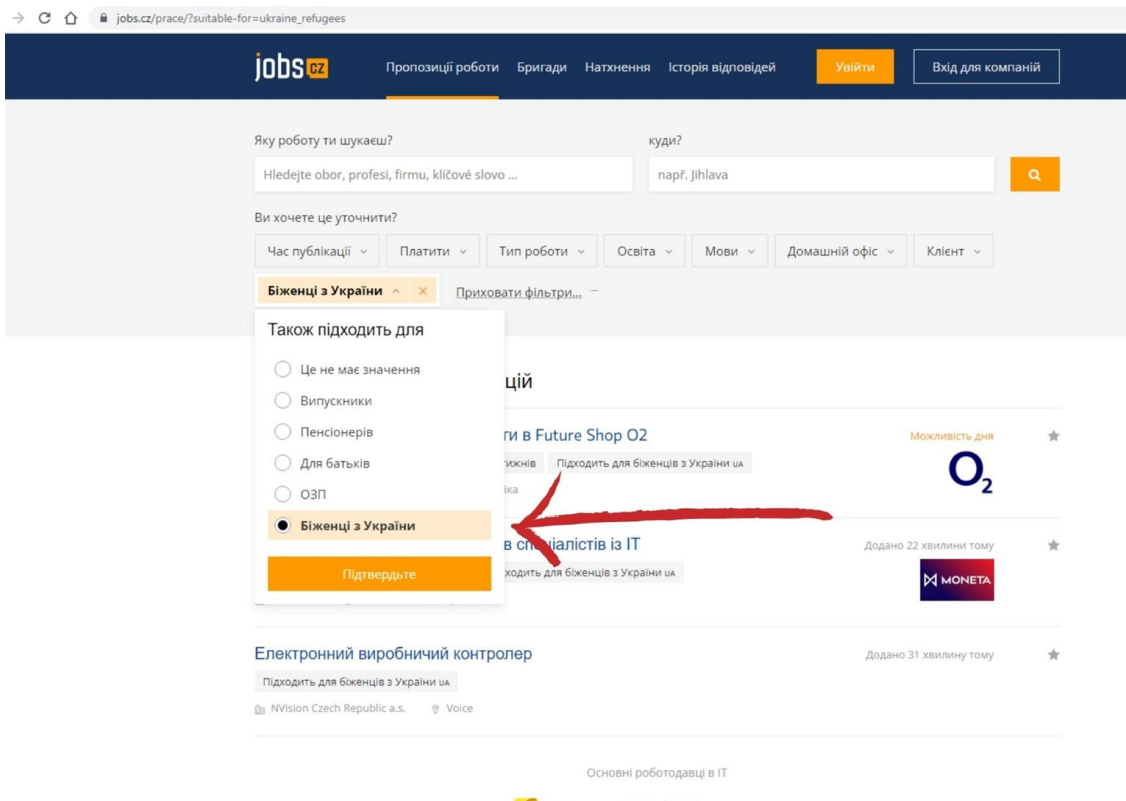 jobs.cz/prace/?suitable-for=ukraine_refugees
jobs cz Пропозиції роботи Бригади Натхнення Історія відповідей Увійти Вхід для компаній
Яку роботу ти шукаєш? куди?
Hledejte obor, profesi, firmu, klíčové slovo ... např. Jihlava
Ви хочете це уточнити?
Час публікації Платити Тип роботи Освіта Мови Домашній офіс Клієнт
Біженці з України × Приховати фільтри...
Також підходить для
Це не має значення
цій
Випускники
Пенсіонерів
ти в Future Shop O2 Можливість дня
Для батьків
тижнів Підходить для біженців з України UA
O2
ОЗП
іка
Біженці з України
в спеціалістів із IT Додано 22 хвилини тому
Підтвердьте
ходить для біженців з України UA
MONETA
Електронний виробничий контролер Додано 31 хвилину тому
Підходить для біженців з України UA
NVision Czech Republic a.s. Voice
Основні роботодавці в IT